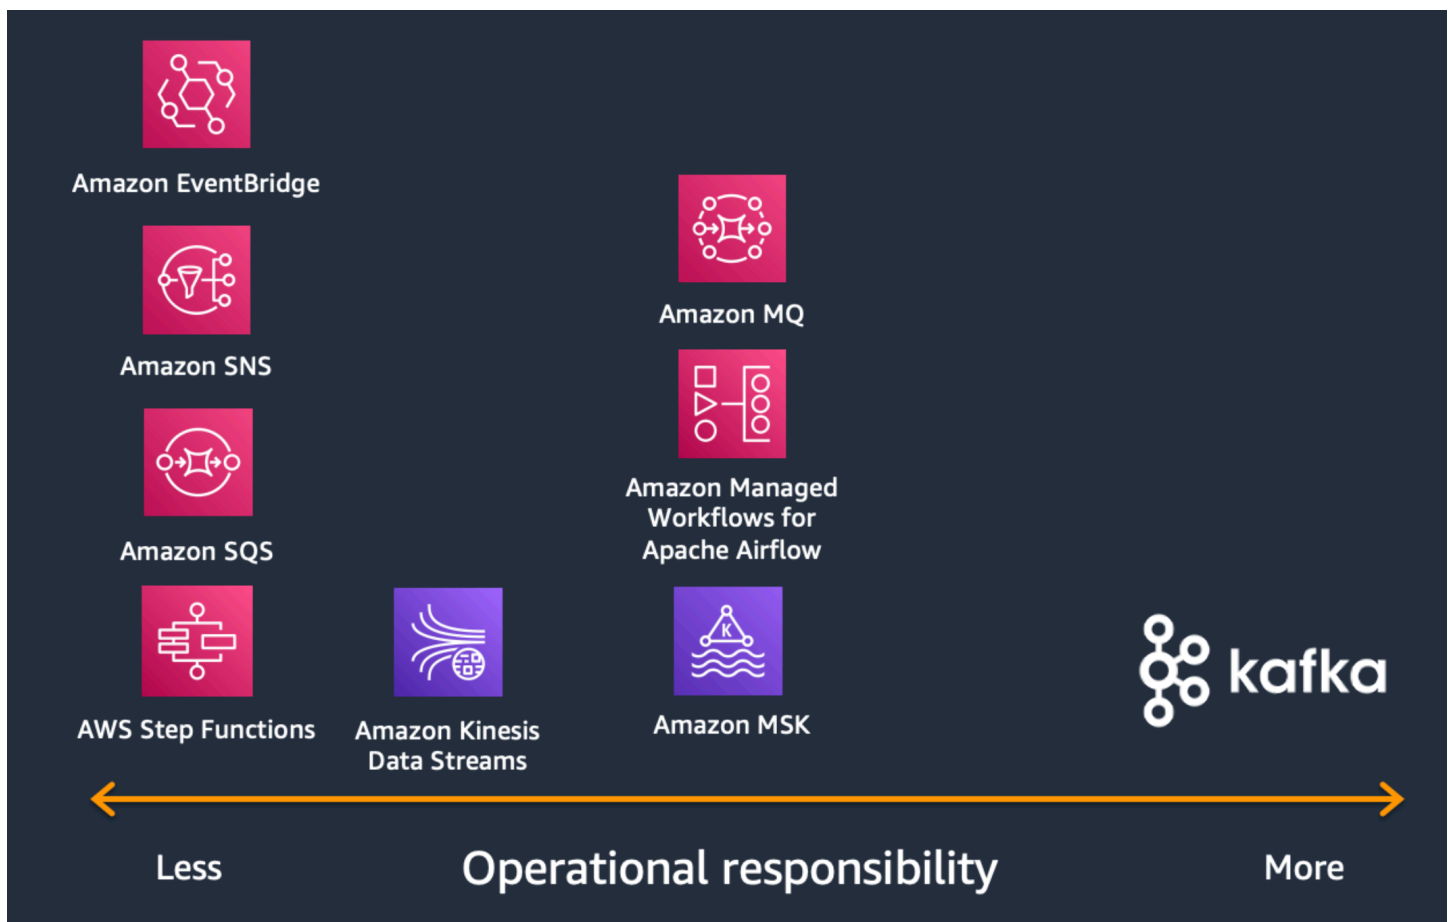 Amazon EventBridge
Amazon SNS
Amazon SQS
AWS Step Functions
Amazon Kinesis
Data Streams
Amazon MQ
Amazon Managed
Workflows for
Apache Airflow
K
Amazon MSK
kafka
Less
Operational responsibility
More